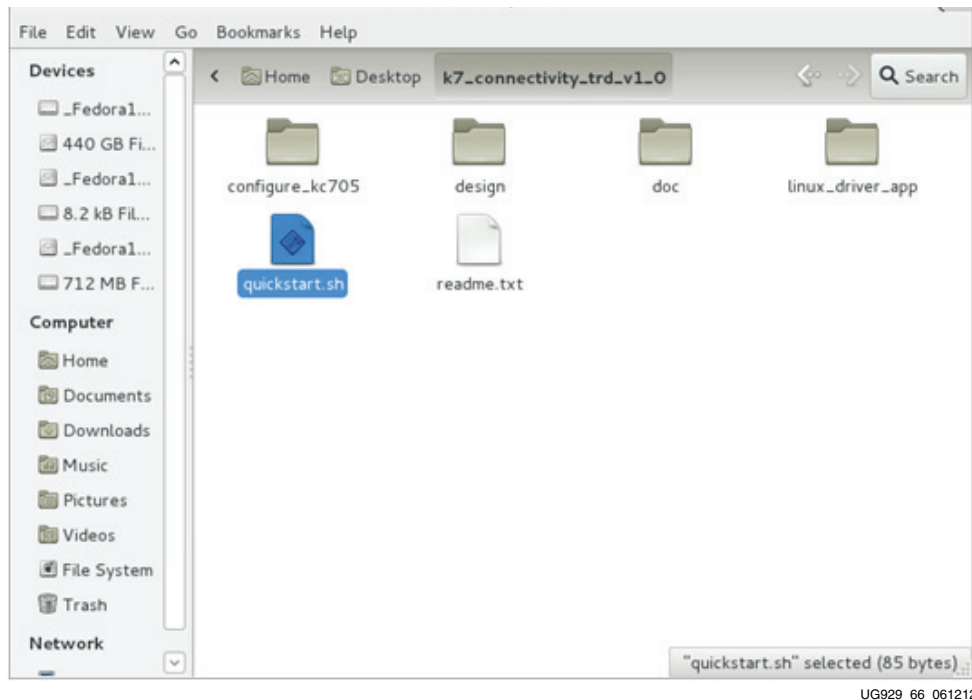 File Edit View Go Bookmarks Help
Devices
_Fedora1...
440 GB Fi...
_Fedora1...
8.2 kB Fil...
_Fedora1...
712 MB F...
Computer
Home
Documents
Downloads
Music
Pictures
Videos
File System
Trash
Network
Home Desktop k7_connectivity_trd_v1_0 Search
configure_kc705 design doc linux_driver_app
quickstart.sh readme.txt
"quickstart.sh" selected (85 bytes)
UG929_66_061212